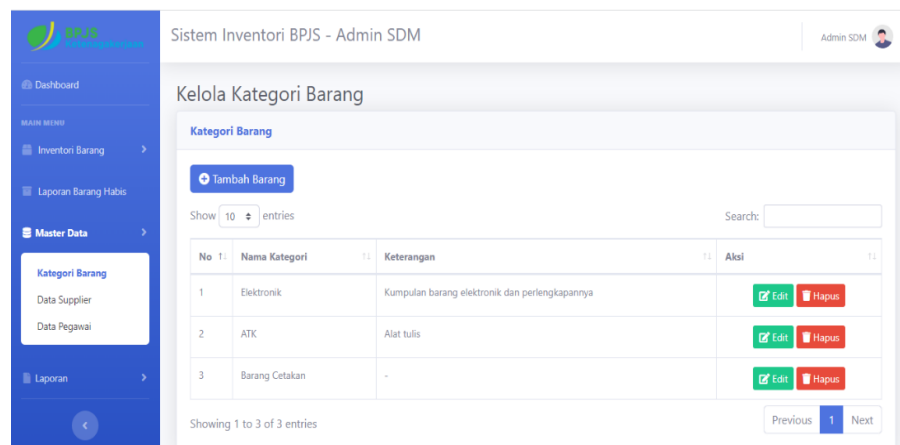 BPJS
Ketenagakerjaan
Sistem Inventori BPJS - Admin SDM
Admin SDM
Dashboard
MAIN MENU
Inventori Barang
Laporan Barang Habis
Master Data
Kategori Barang
Data Supplier
Data Pegawai
Laporan
Kelola Kategori Barang
Kategori Barang
Tambah Barang
Show 10 entries Search:
No Nama Kategori Keterangan Aksi
1 Elektronik Kumpulan barang elektronik dan perlengkapannya Edit Hapus
2 ATK Alat tulis Edit Hapus
3 Barang Cetakan - Edit Hapus
Showing 1 to 3 of 3 entries Previous 1 Next